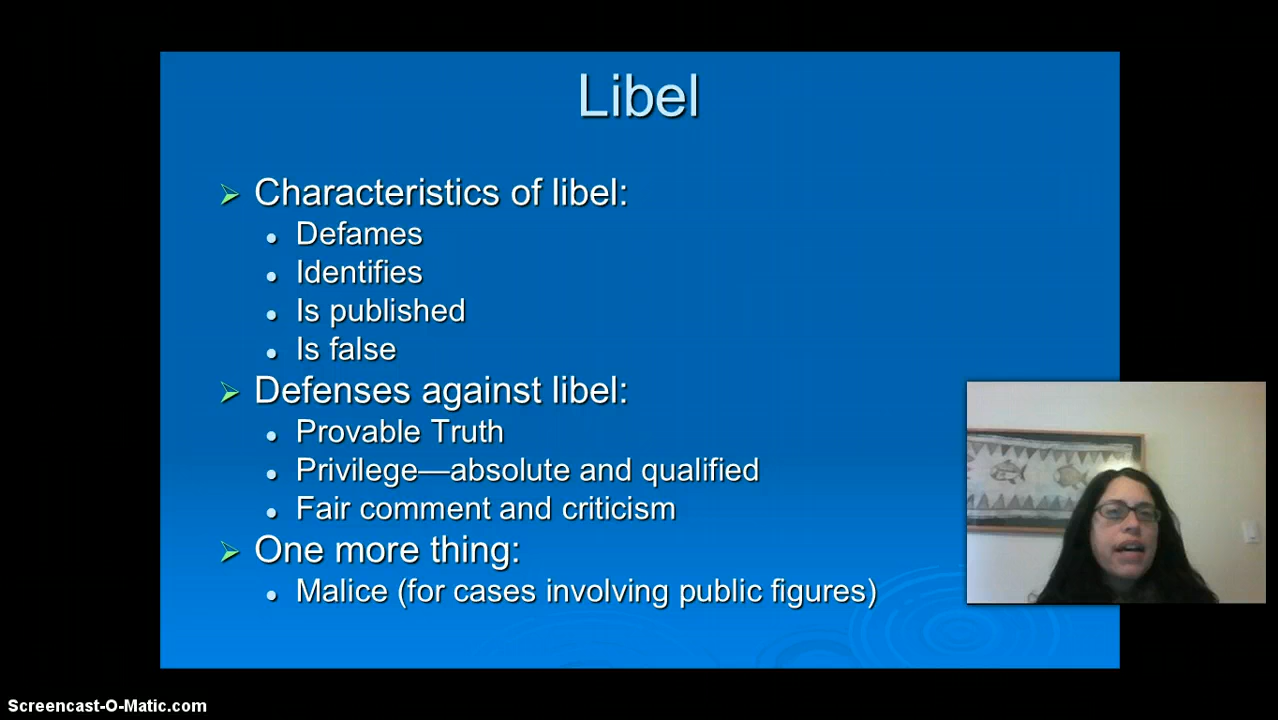 Libel
Characteristics of libel:
Defames
Identifies
Is published
Is false
Defenses against libel:
Provable Truth
Privilege—absolute and qualified
Fair comment and criticism
One more thing:
Malice (for cases involving public figures)
Screencast-O-Matic.com